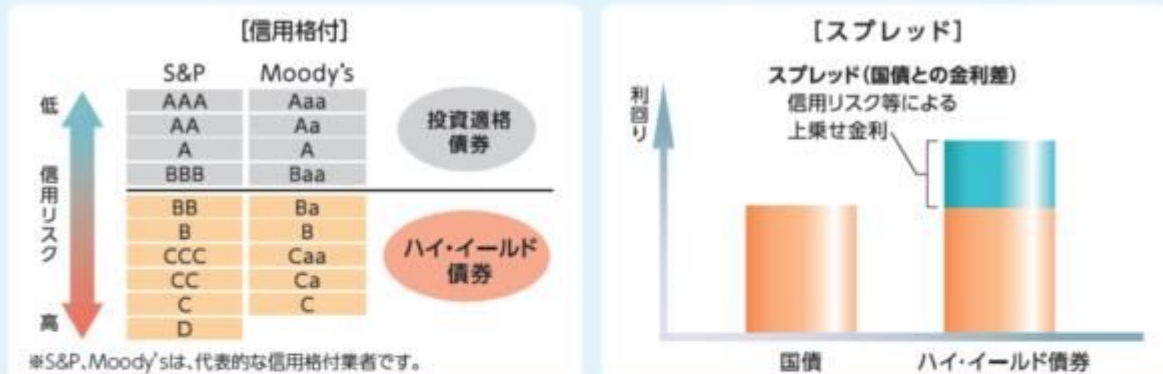 [信用格付]
S&P Moody's
低
信用リスク
高
AAA Aaa
AA Aa
A A
BBB Baa
投資適格
債券
BB Ba
B B
CCC Caa
CC Ca
C C
D
ハイ・イールド
債券
※S&P、Moody'sは、代表的な信用格付業者です。
[スプレッド]
スプレッド(国債との金利差)
信用リスク等による
上乗せ金利
利回り
国債
ハイ・イールド債券